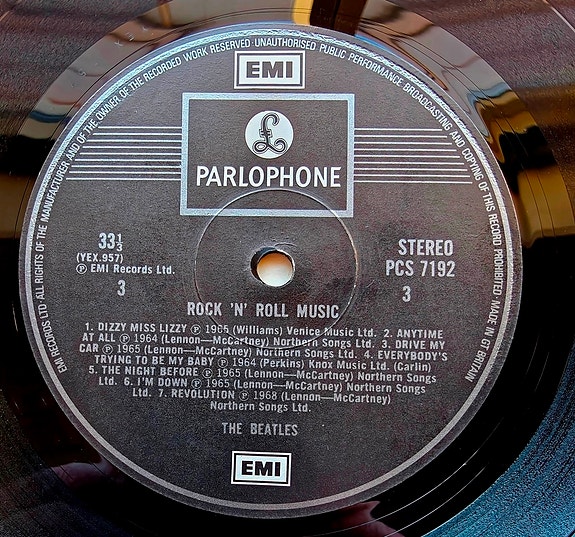 EMI RECORDS LTD · ALL RIGHTS OF THE MANUFACTURER AND OF THE OWNER OF THE RECORDED WORK RESERVED · UNAUTHORISED PUBLIC PERFORMANCE BROADCASTING AND COPYING OF THIS RECORD PROHIBITED · MADE IN GT BRITAIN
EMI
£
PARLOPHONE
33⅓
(YEX.957)
Ⓟ EMI Records Ltd.
3
STEREO
PCS 7192
3
ROCK 'N' ROLL MUSIC
1. DIZZY MISS LIZZY Ⓟ 1965 (Williams) Venice Music Ltd. 2. ANYTIME
AT ALL Ⓟ 1964 (Lennon—McCartney) Northern Songs Ltd. 3. DRIVE MY
CAR Ⓟ 1965 (Lennon—McCartney) Northern Songs Ltd. 4. EVERYBODY'S
TRYING TO BE MY BABY Ⓟ 1964 (Perkins) Knox Music Ltd. (Carlin)
5. THE NIGHT BEFORE Ⓟ 1965 (Lennon—McCartney) Northern Songs
Ltd. 6. I'M DOWN Ⓟ 1965 (Lennon—McCartney) Northern Songs
Ltd. 7. REVOLUTION Ⓟ 1968 (Lennon—McCartney)
Northern Songs Ltd.
THE BEATLES
EMI